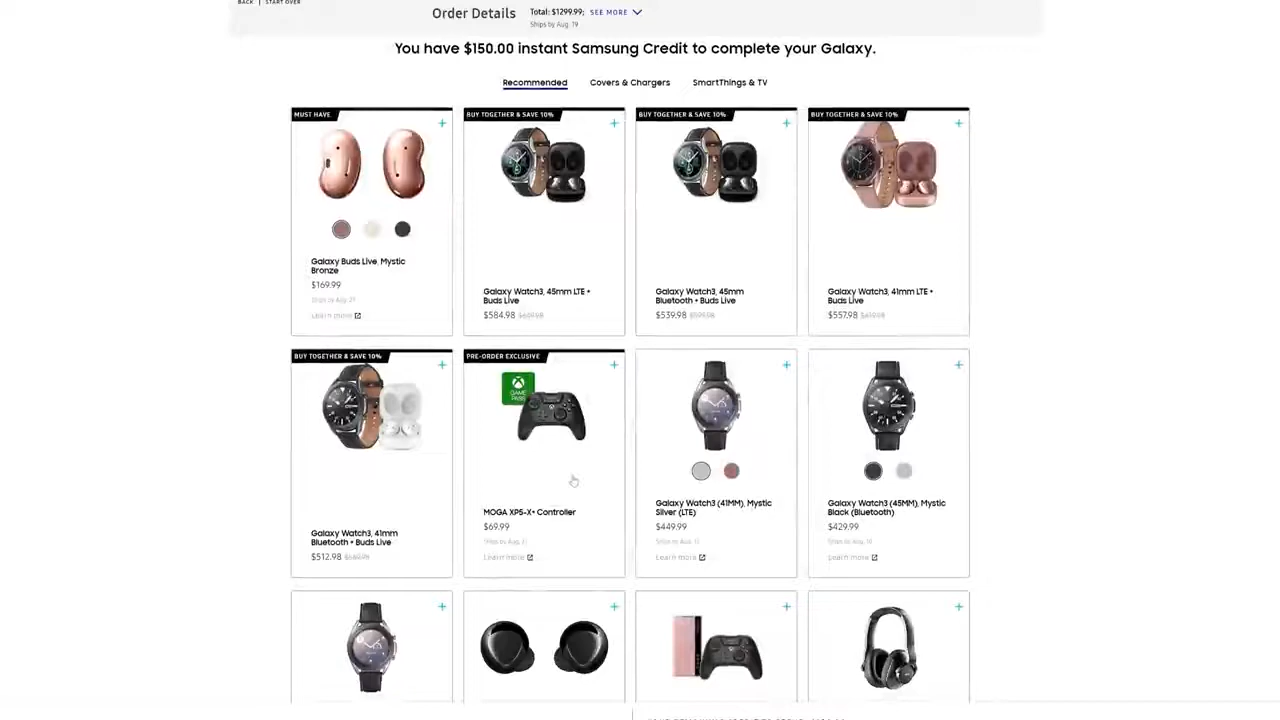 BACK | START OVER
Order Details
Total: $1299.99; SEE MORE
Ships by Aug. 19
You have $150.00 instant Samsung Credit to complete your Galaxy.
Recommended
Covers & Chargers
SmartThings & TV
MUST HAVE
Galaxy Buds Live, Mystic
Bronze
$169.99
Learn more
BUY TOGETHER & SAVE 10%
Galaxy Watch3, 45mm LTE +
Buds Live
$584.98
BUY TOGETHER & SAVE 10%
Galaxy Watch3, 45mm
Bluetooth + Buds Live
$539.98
BUY TOGETHER & SAVE 10%
Galaxy Watch3, 41mm LTE +
Buds Live
$557.98
BUY TOGETHER & SAVE 10%
Galaxy Watch3, 41mm
Bluetooth + Buds Live
$512.98
PRE-ORDER EXCLUSIVE
GAME
PASS
MOGA XP5-X+ Controller
$69.99
Learn more
Galaxy Watch3 (41MM), Mystic
Silver (LTE)
$449.99
Learn more
Galaxy Watch3 (45MM), Mystic
Black (Bluetooth)
$429.99
Learn more